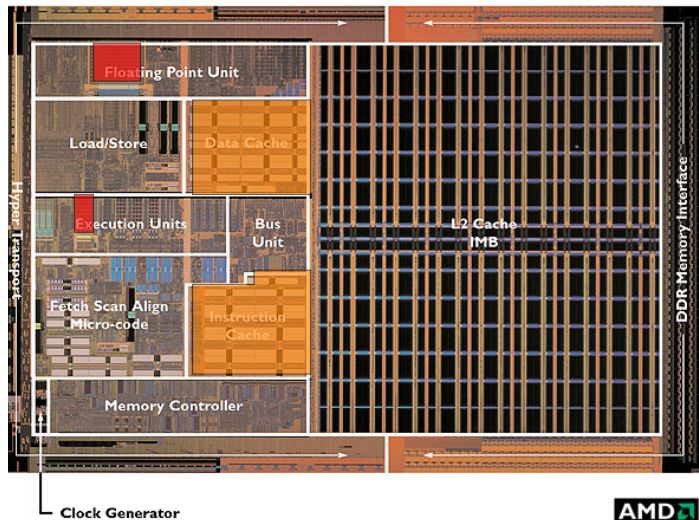 Floating Point Unit
Load/Store
Data Cache
Hyper Transport
Execution Units
Bus
Unit
L2 Cache
IMB
DDR Memory Interface
Fetch Scan Align
Micro-code
Instruction
Cache
Memory Controller
Clock Generator
AMD